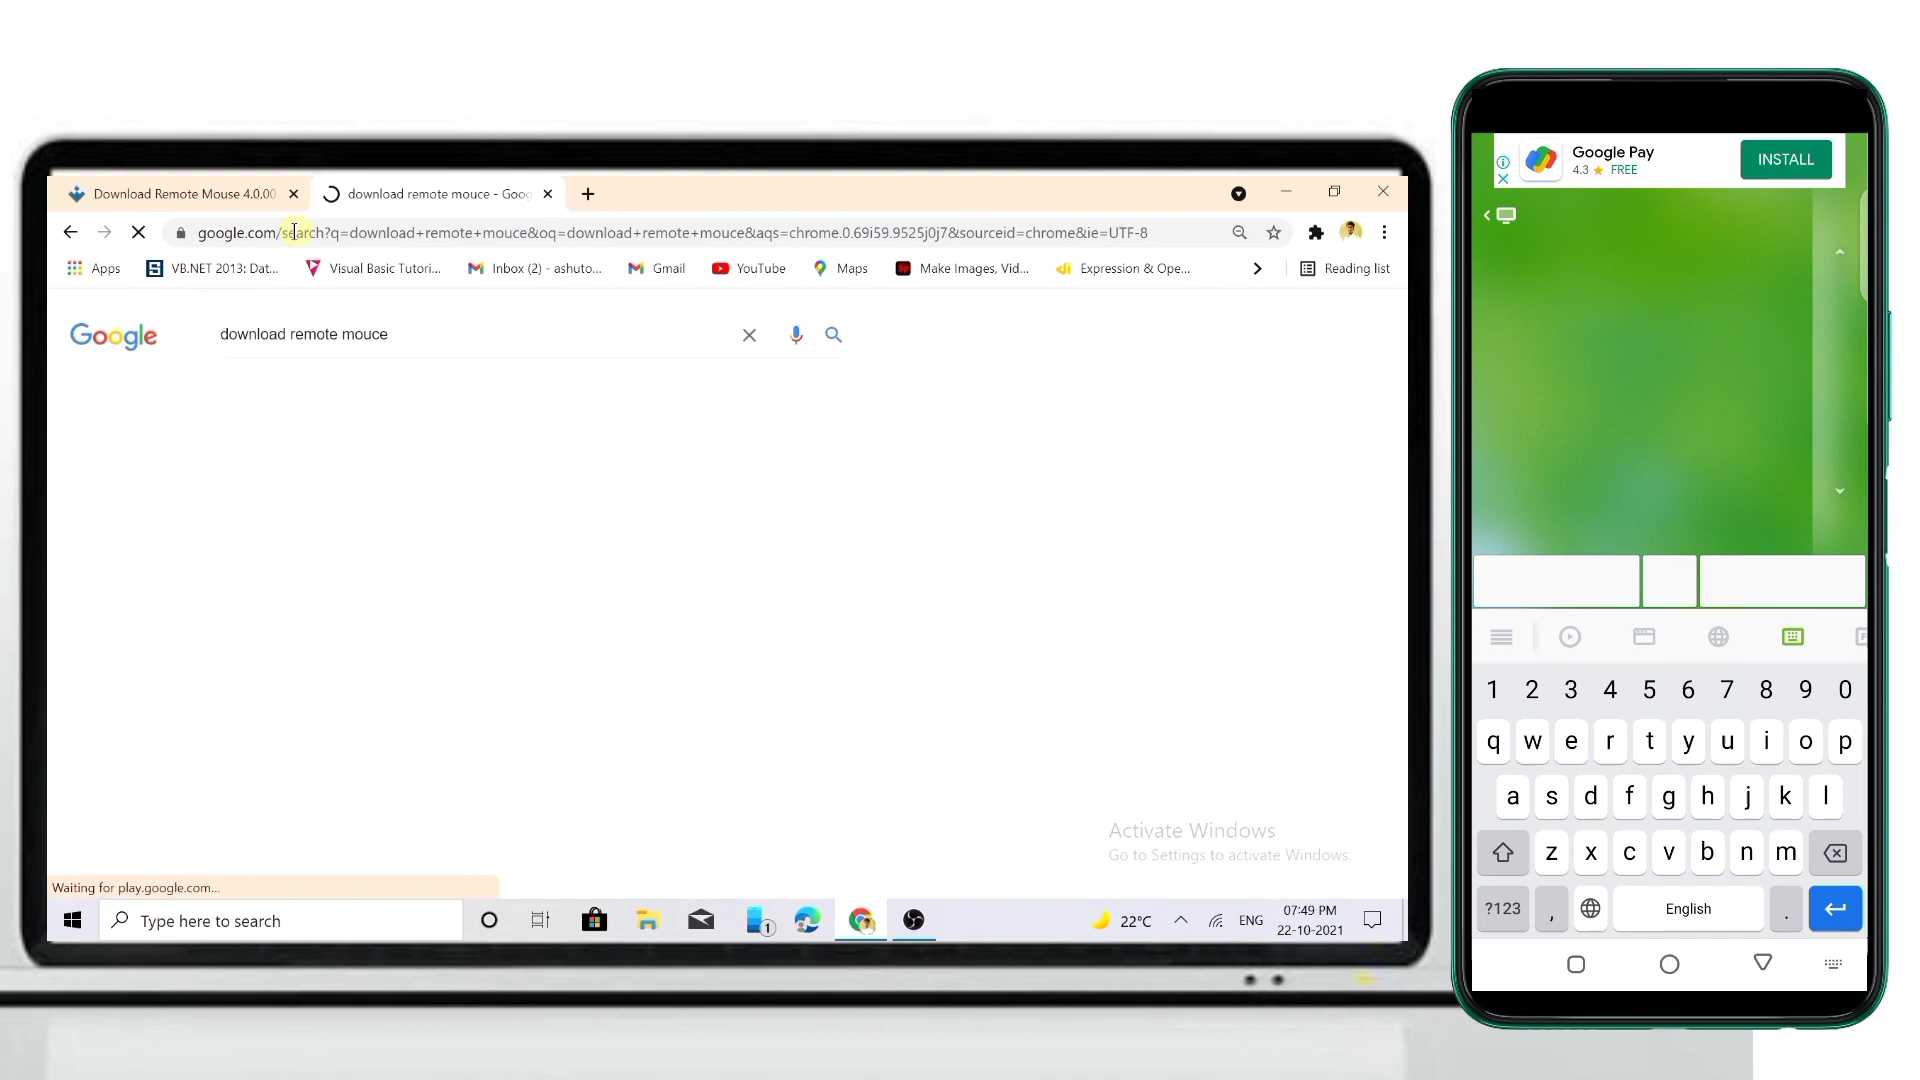 Download Remote Mouse 4.0.00
download remote mouce - Goog
google.com/search?q=download+remote+mouce&oq=download+remote+mouce&aqs=chrome.0.69i59.9525j0j7&sourceid=chrome&ie=UTF-8
Apps VB.NET 2013: Dat... Visual Basic Tutori... Inbox (2) - ashuto... Gmail YouTube Maps Sp Make Images, Vid... Expression & Ope... Reading list
Google download remote mouce
Activate Windows
Go to Settings to activate Windows.
Waiting for play.google.com...
Type here to search
1
22°C
ENG
07:49 PM
22-10-2021
Google Pay
4.3 ★ FREE
INSTALL
1 2 3 4 5 6 7 8 9 0
q w e r t y u i o p
a s d f g h j k l
z x c v b n m
?123 , English .